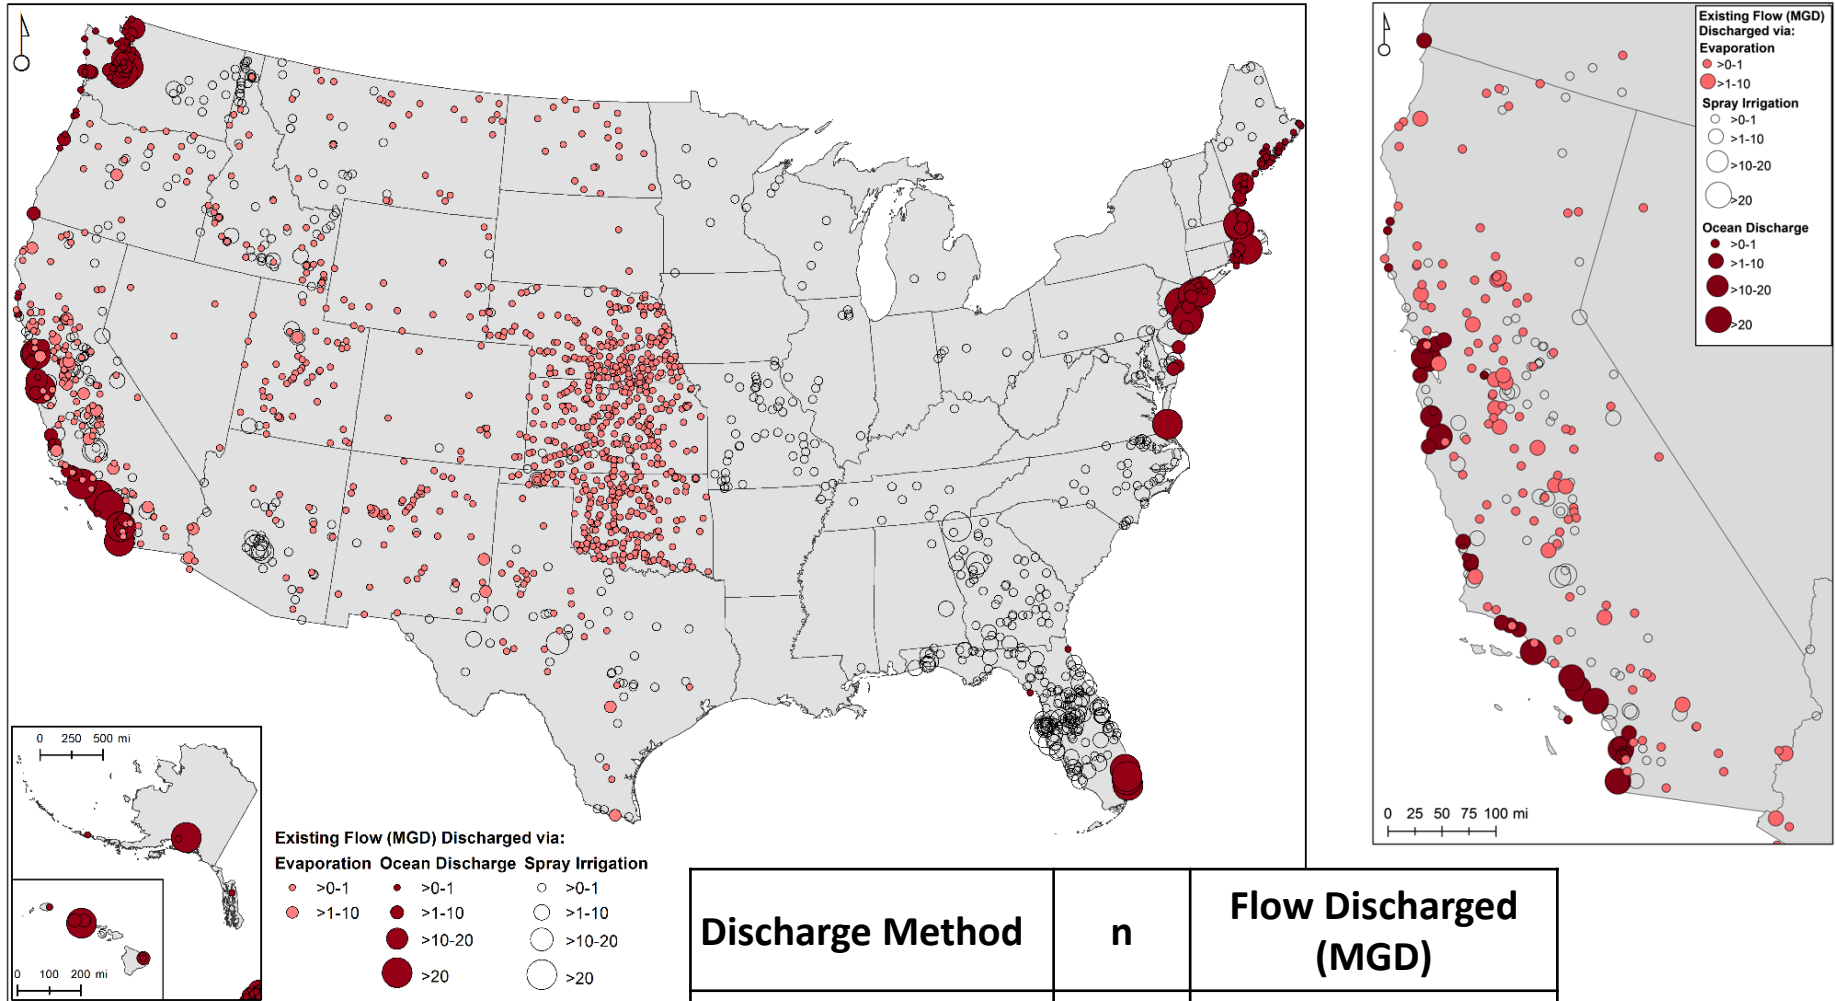 0 250 500 mi
0 100 200 mi
Existing Flow (MGD) Discharged via:
Evaporation Ocean Discharge Spray Irrigation
>0-1 >0-1 >0-1
>1-10 >1-10 >1-10
>10-20 >10-20
>20 >20
Existing Flow (MGD)
Discharged via:
Evaporation
>0-1
>1-10
Spray Irrigation
>0-1
>1-10
>10-20
>20
Ocean Discharge
>0-1
>1-10
>10-20
>20
0 25 50 75 100 mi
Discharge Method n Flow Discharged
(MGD)